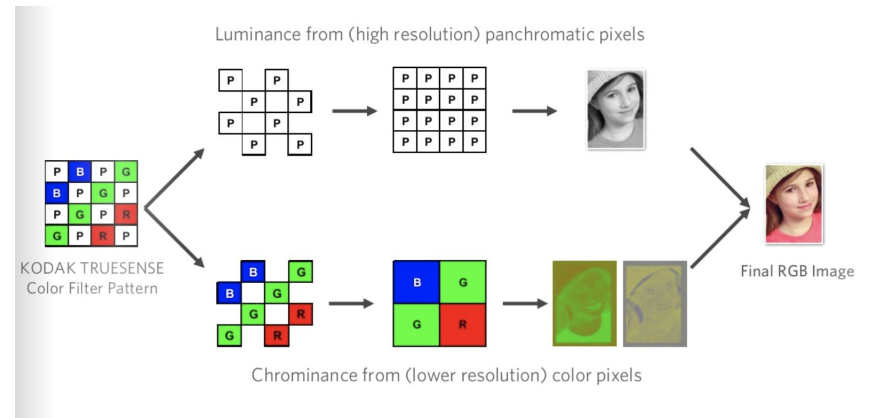 Luminance from (high resolution) panchromatic pixels
P P
P P
P P
P P
P P P P
P P P P
P P P P
P P P P
P B P G
B P G P
P G P R
G P R P
KODAK TRUESENSE
Color Filter Pattern
B G
B G
G R
G R
B G
G R
Final RGB Image
Chrominance from (lower resolution) color pixels